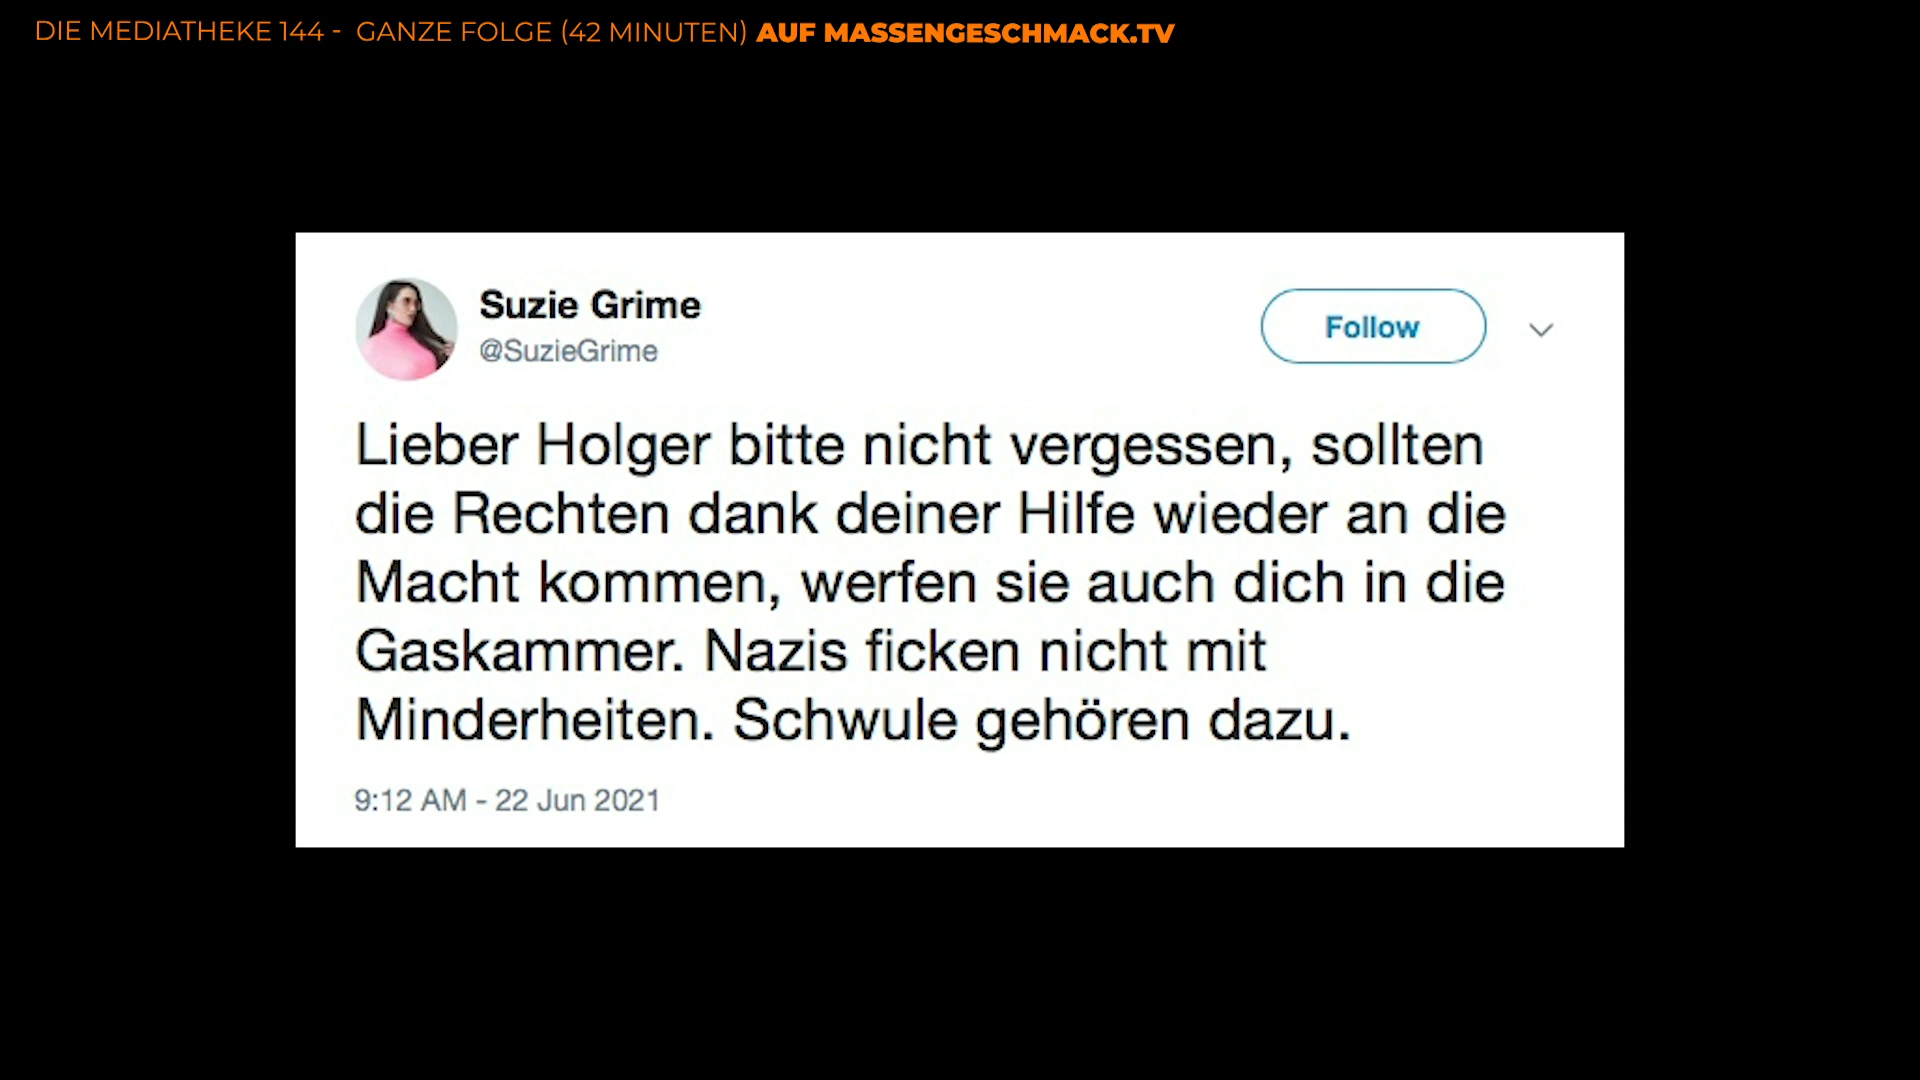 DIE MEDIATHEKE 144 - GANZE FOLGE (42 MINUTEN) AUF MASSENGESCHMACK.TV
Suzie Grime
@SuzieGrime
Follow
Lieber Holger bitte nicht vergessen, sollten
die Rechten dank deiner Hilfe wieder an die
Macht kommen, werfen sie auch dich in die
Gaskammer. Nazis ficken nicht mit
Minderheiten. Schwule gehören dazu.
9:12 AM - 22 Jun 2021